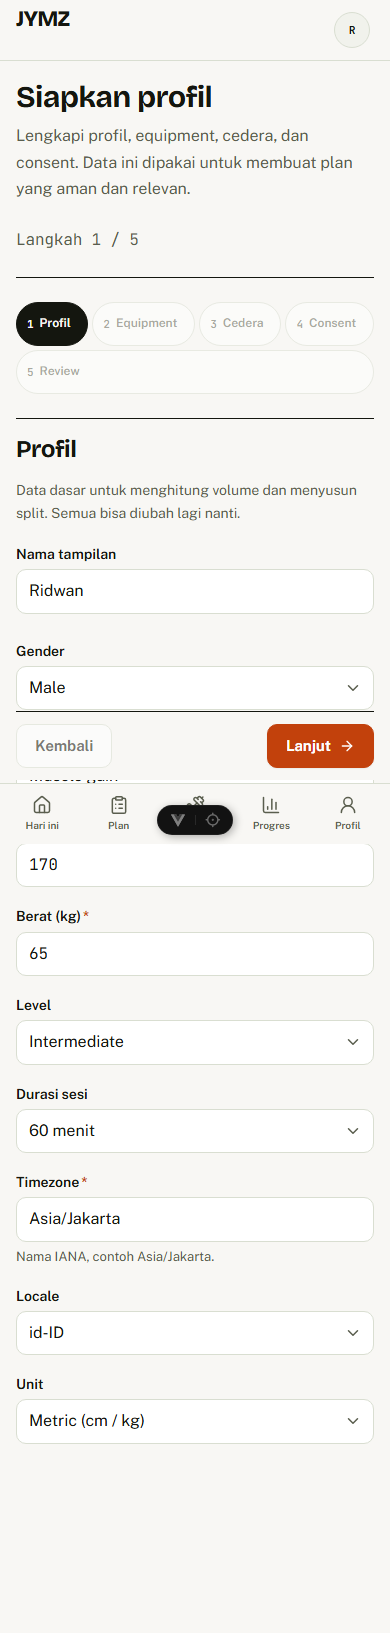 JYMZ
R
Siapkan profil
Lengkapi profil, equipment, cedera, dan
consent. Data ini dipakai untuk membuat plan
yang aman dan relevan.
Langkah 1 / 5
1 Profil
2 Equipment
3 Cedera
4 Consent
5 Review
Profil
Data dasar untuk menghitung volume dan menyusun
split. Semua bisa diubah lagi nanti.
Nama tampilan
Ridwan
Gender
Male
Kembali
Lanjut
Hari ini
Plan
Progres
Profil
170
Berat (kg) *
65
Level
Intermediate
Durasi sesi
60 menit
Timezone *
Asia/Jakarta
Nama IANA, contoh Asia/Jakarta.
Locale
id-ID
Unit
Metric (cm / kg)